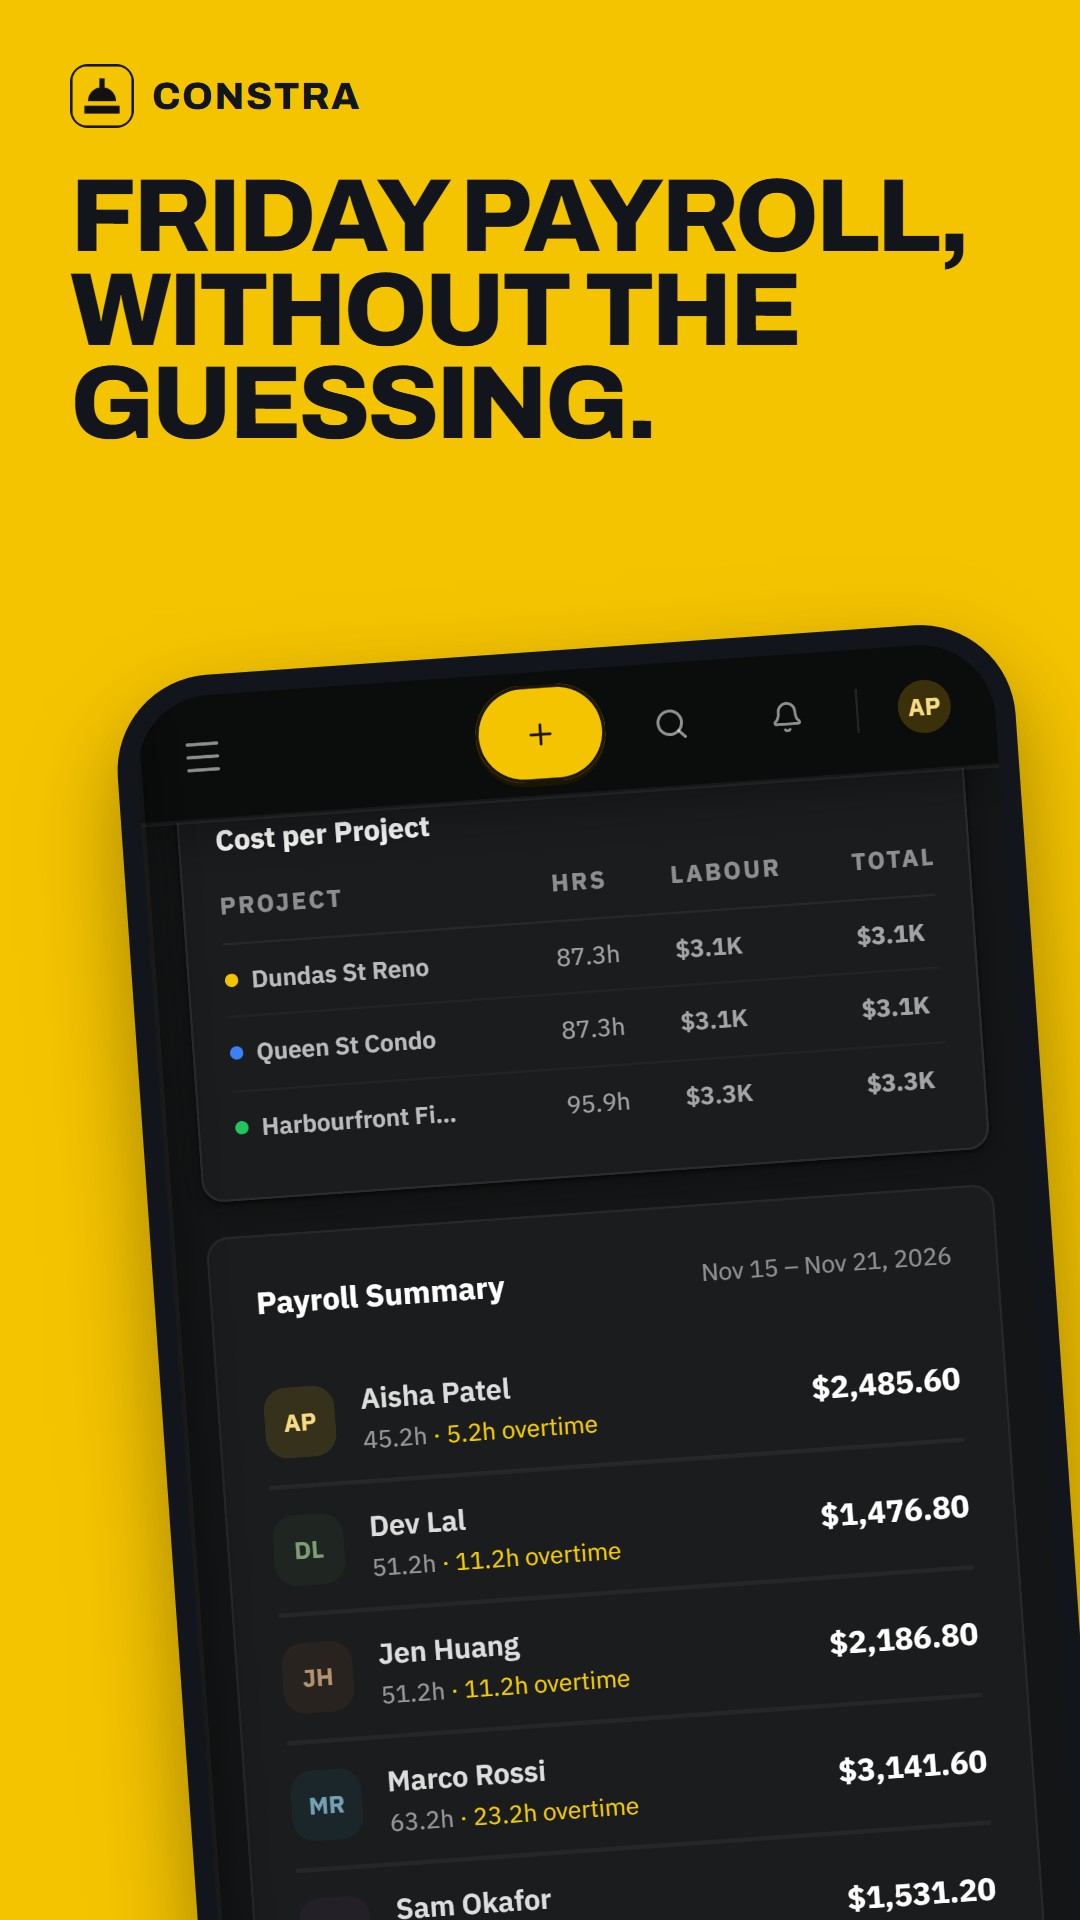 CONSTRA
FRIDAY PAYROLL,
WITHOUT THE
GUESSING.
+
AP
Cost per Project
PROJECT HRS LABOUR TOTAL
Dundas St Reno 87.3h $3.1K $3.1K
Queen St Condo 87.3h $3.1K $3.1K
Harbourfront Fi... 95.9h $3.3K $3.3K
Payroll Summary Nov 15 – Nov 21, 2026
AP Aisha Patel $2,485.60
45.2h · 5.2h overtime
DL Dev Lal $1,476.80
51.2h · 11.2h overtime
JH Jen Huang $2,186.80
51.2h · 11.2h overtime
MR Marco Rossi $3,141.60
63.2h · 23.2h overtime
Sam Okafor $1,531.20